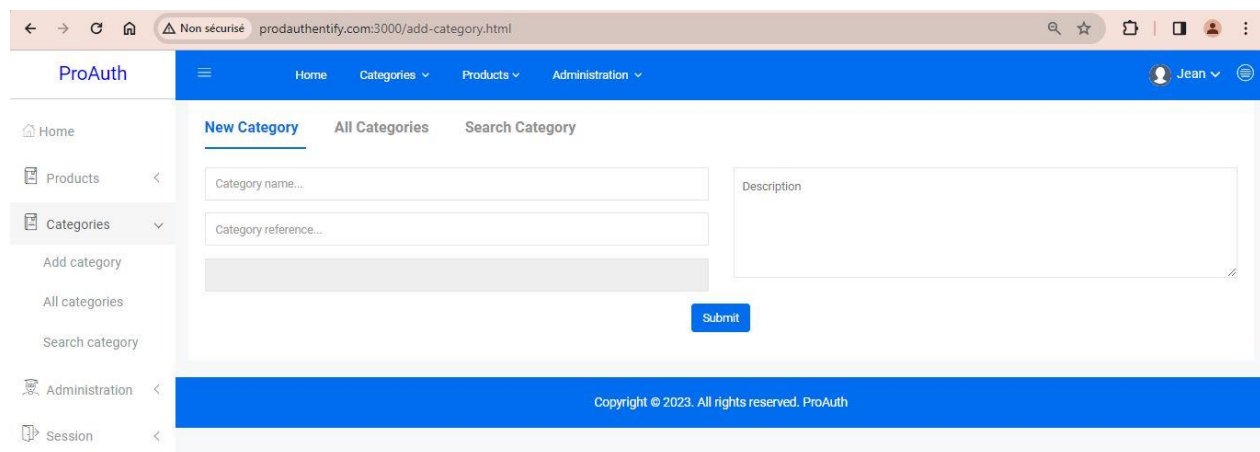 Non sécurisé prodauthentify.com:3000/add-category.html
ProAuth
Home Categories Products Administration
Jean
Home
Products
Categories
Add category
All categories
Search category
Administration
Session
New Category All Categories Search Category
Category name...
Category reference...
Description
Submit
Copyright © 2023. All rights reserved. ProAuth